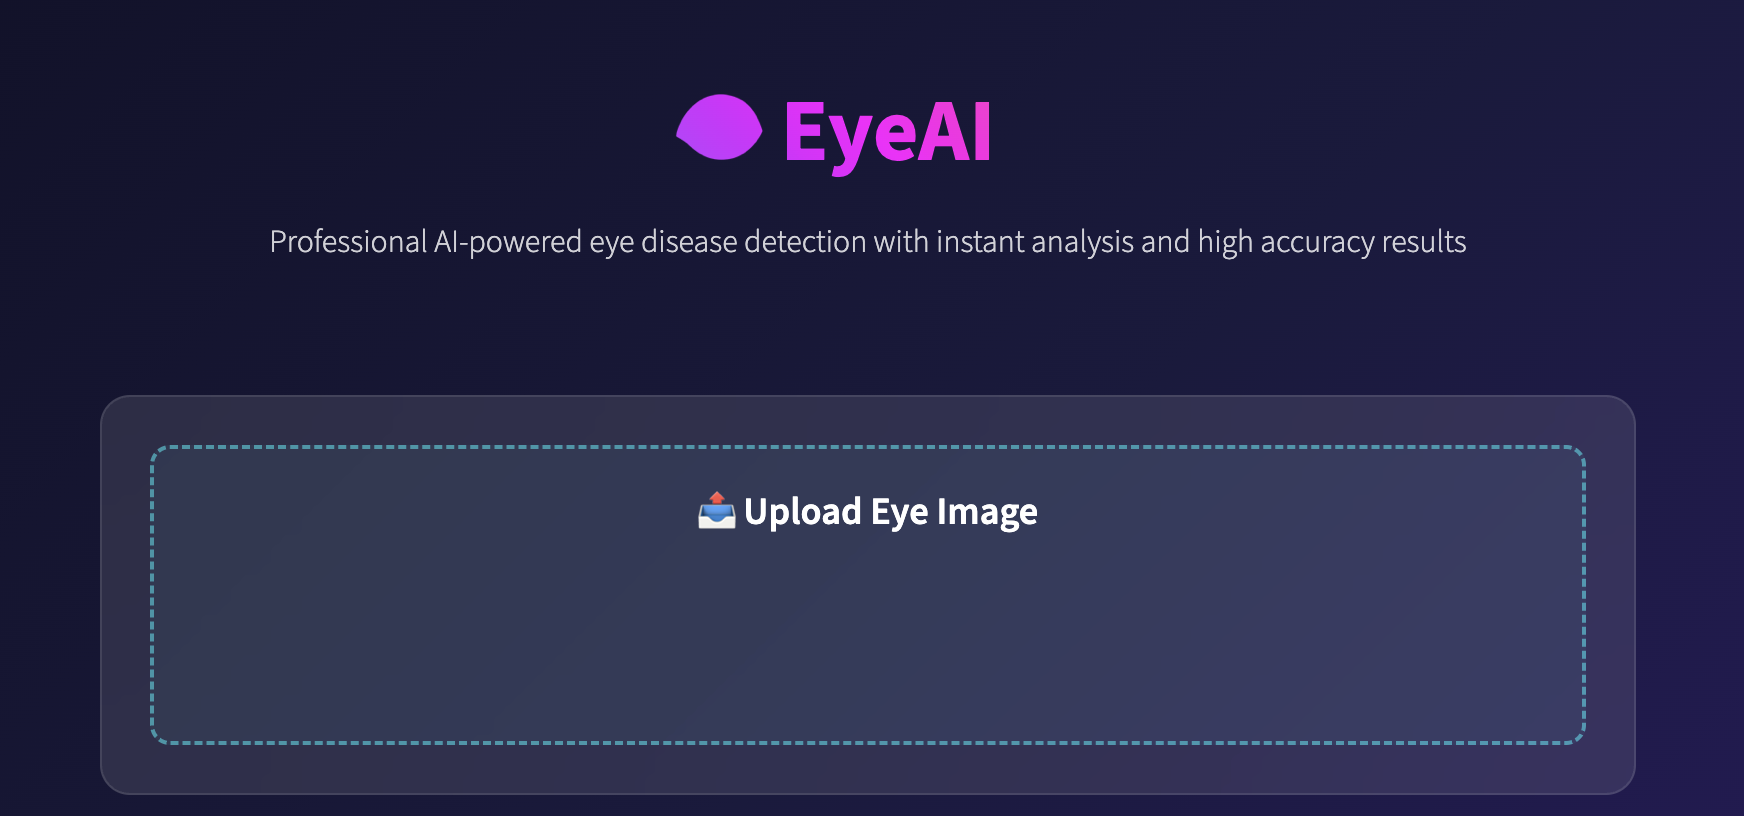 EyeAI
Professional AI-powered eye disease detection with instant analysis and high accuracy results
Upload Eye Image